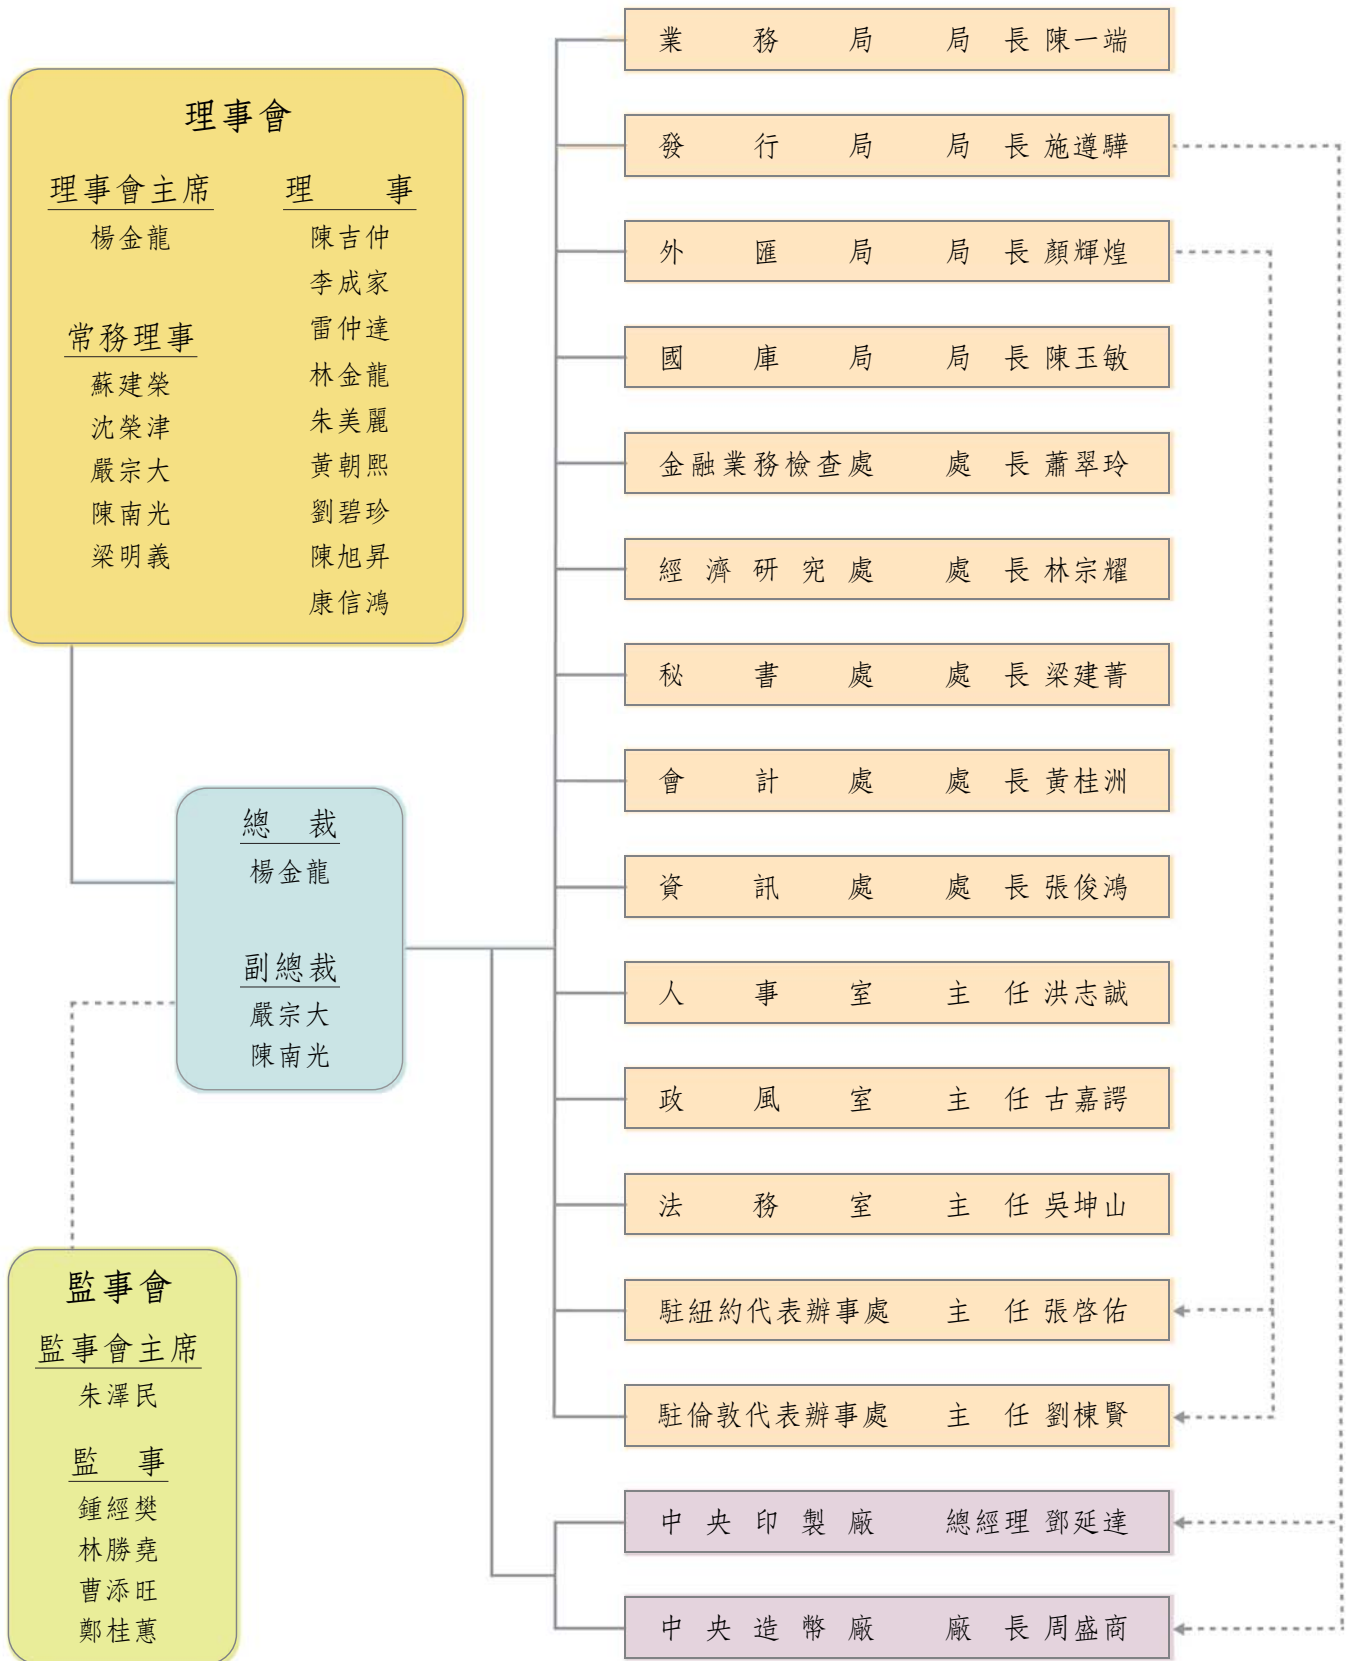 理事會
理事會主席
楊金龍
常務理事
蘇建榮
沈榮津
嚴宗大
陳南光
梁明義
理 事
陳吉仲
李成家
雷仲達
林金龍
朱美麗
黃朝熙
劉碧珍
陳旭昇
康信鴻
總 裁
楊金龍
副總裁
嚴宗大
陳南光
監事會
監事會主席
朱澤民
監 事
鍾經樊
林勝堯
曹添旺
鄭桂蕙
業務局 局長 陳一端
發行局 局長 施遵驊
外匯局 局長 顏輝煌
國庫局 局長 陳玉敏
金融業務檢查處 處長 蕭翠玲
經濟研究處 處長 林宗耀
秘書處 處長 梁建菁
會計處 處長 黃桂洲
資訊處 處長 張俊鴻
人事室 主任 洪志誠
政風室 主任 古嘉諤
法務室 主任 吳坤山
駐紐約代表辦事處 主任 張啓佑
駐倫敦代表辦事處 主任 劉棟賢
中央印製廠 總經理 鄧延達
中央造幣廠 廠長 周盛商